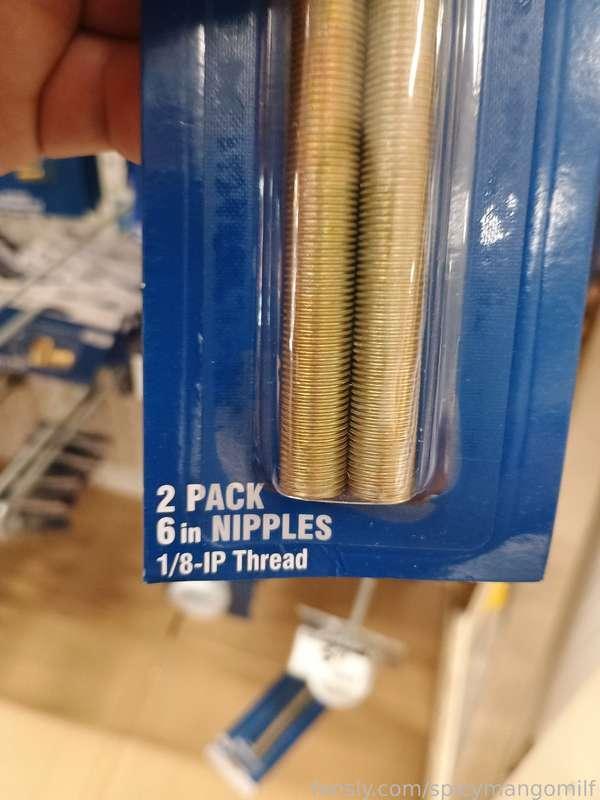 2 PACK
6 in NIPPLES
1/8-IP Thread
fansly.com/spicymangomilf